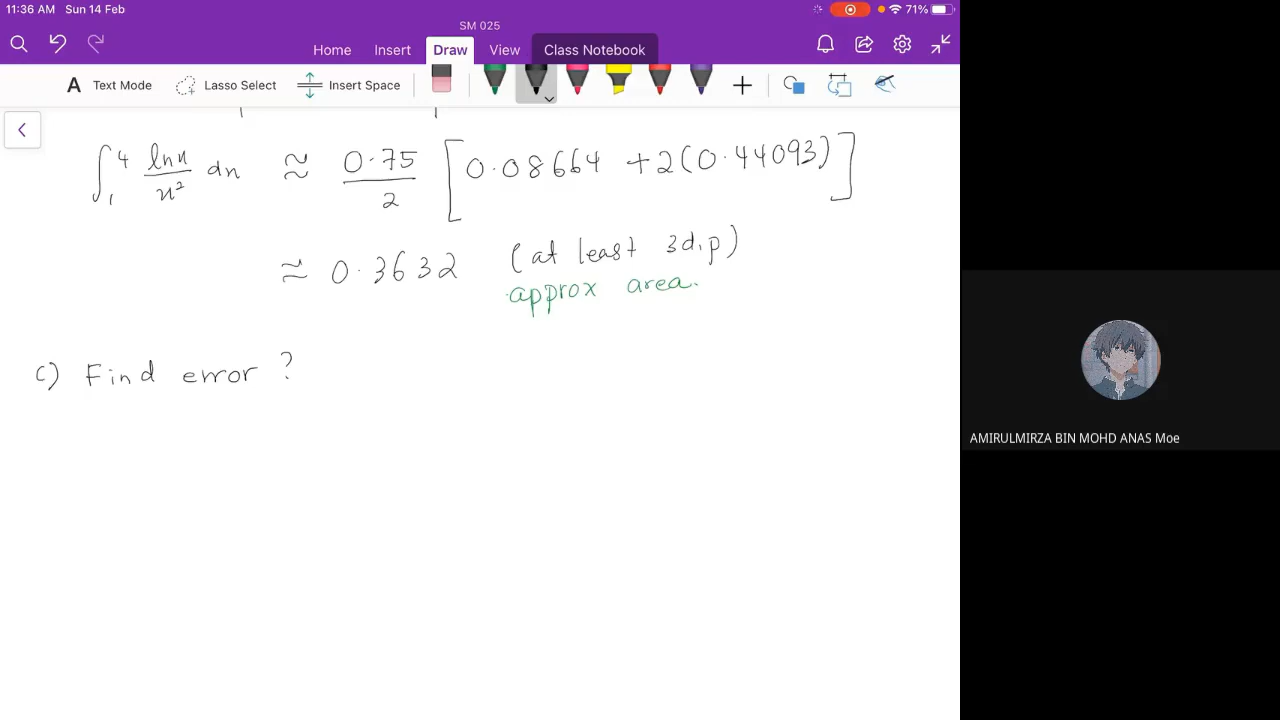 11:36 AM Sun 14 Feb 71%
SM 025
Home Insert Draw View Class Notebook
A Text Mode Lasso Select Insert Space
∫₁⁴ ln x / x² dx ≈ 0.75/2 [0.08664 + 2(0.44093)]
≈ 0.3632 (at least 3d.p)
approx area.
c) Find error ?
AMIRULMIRZA BIN MOHD ANAS Moe